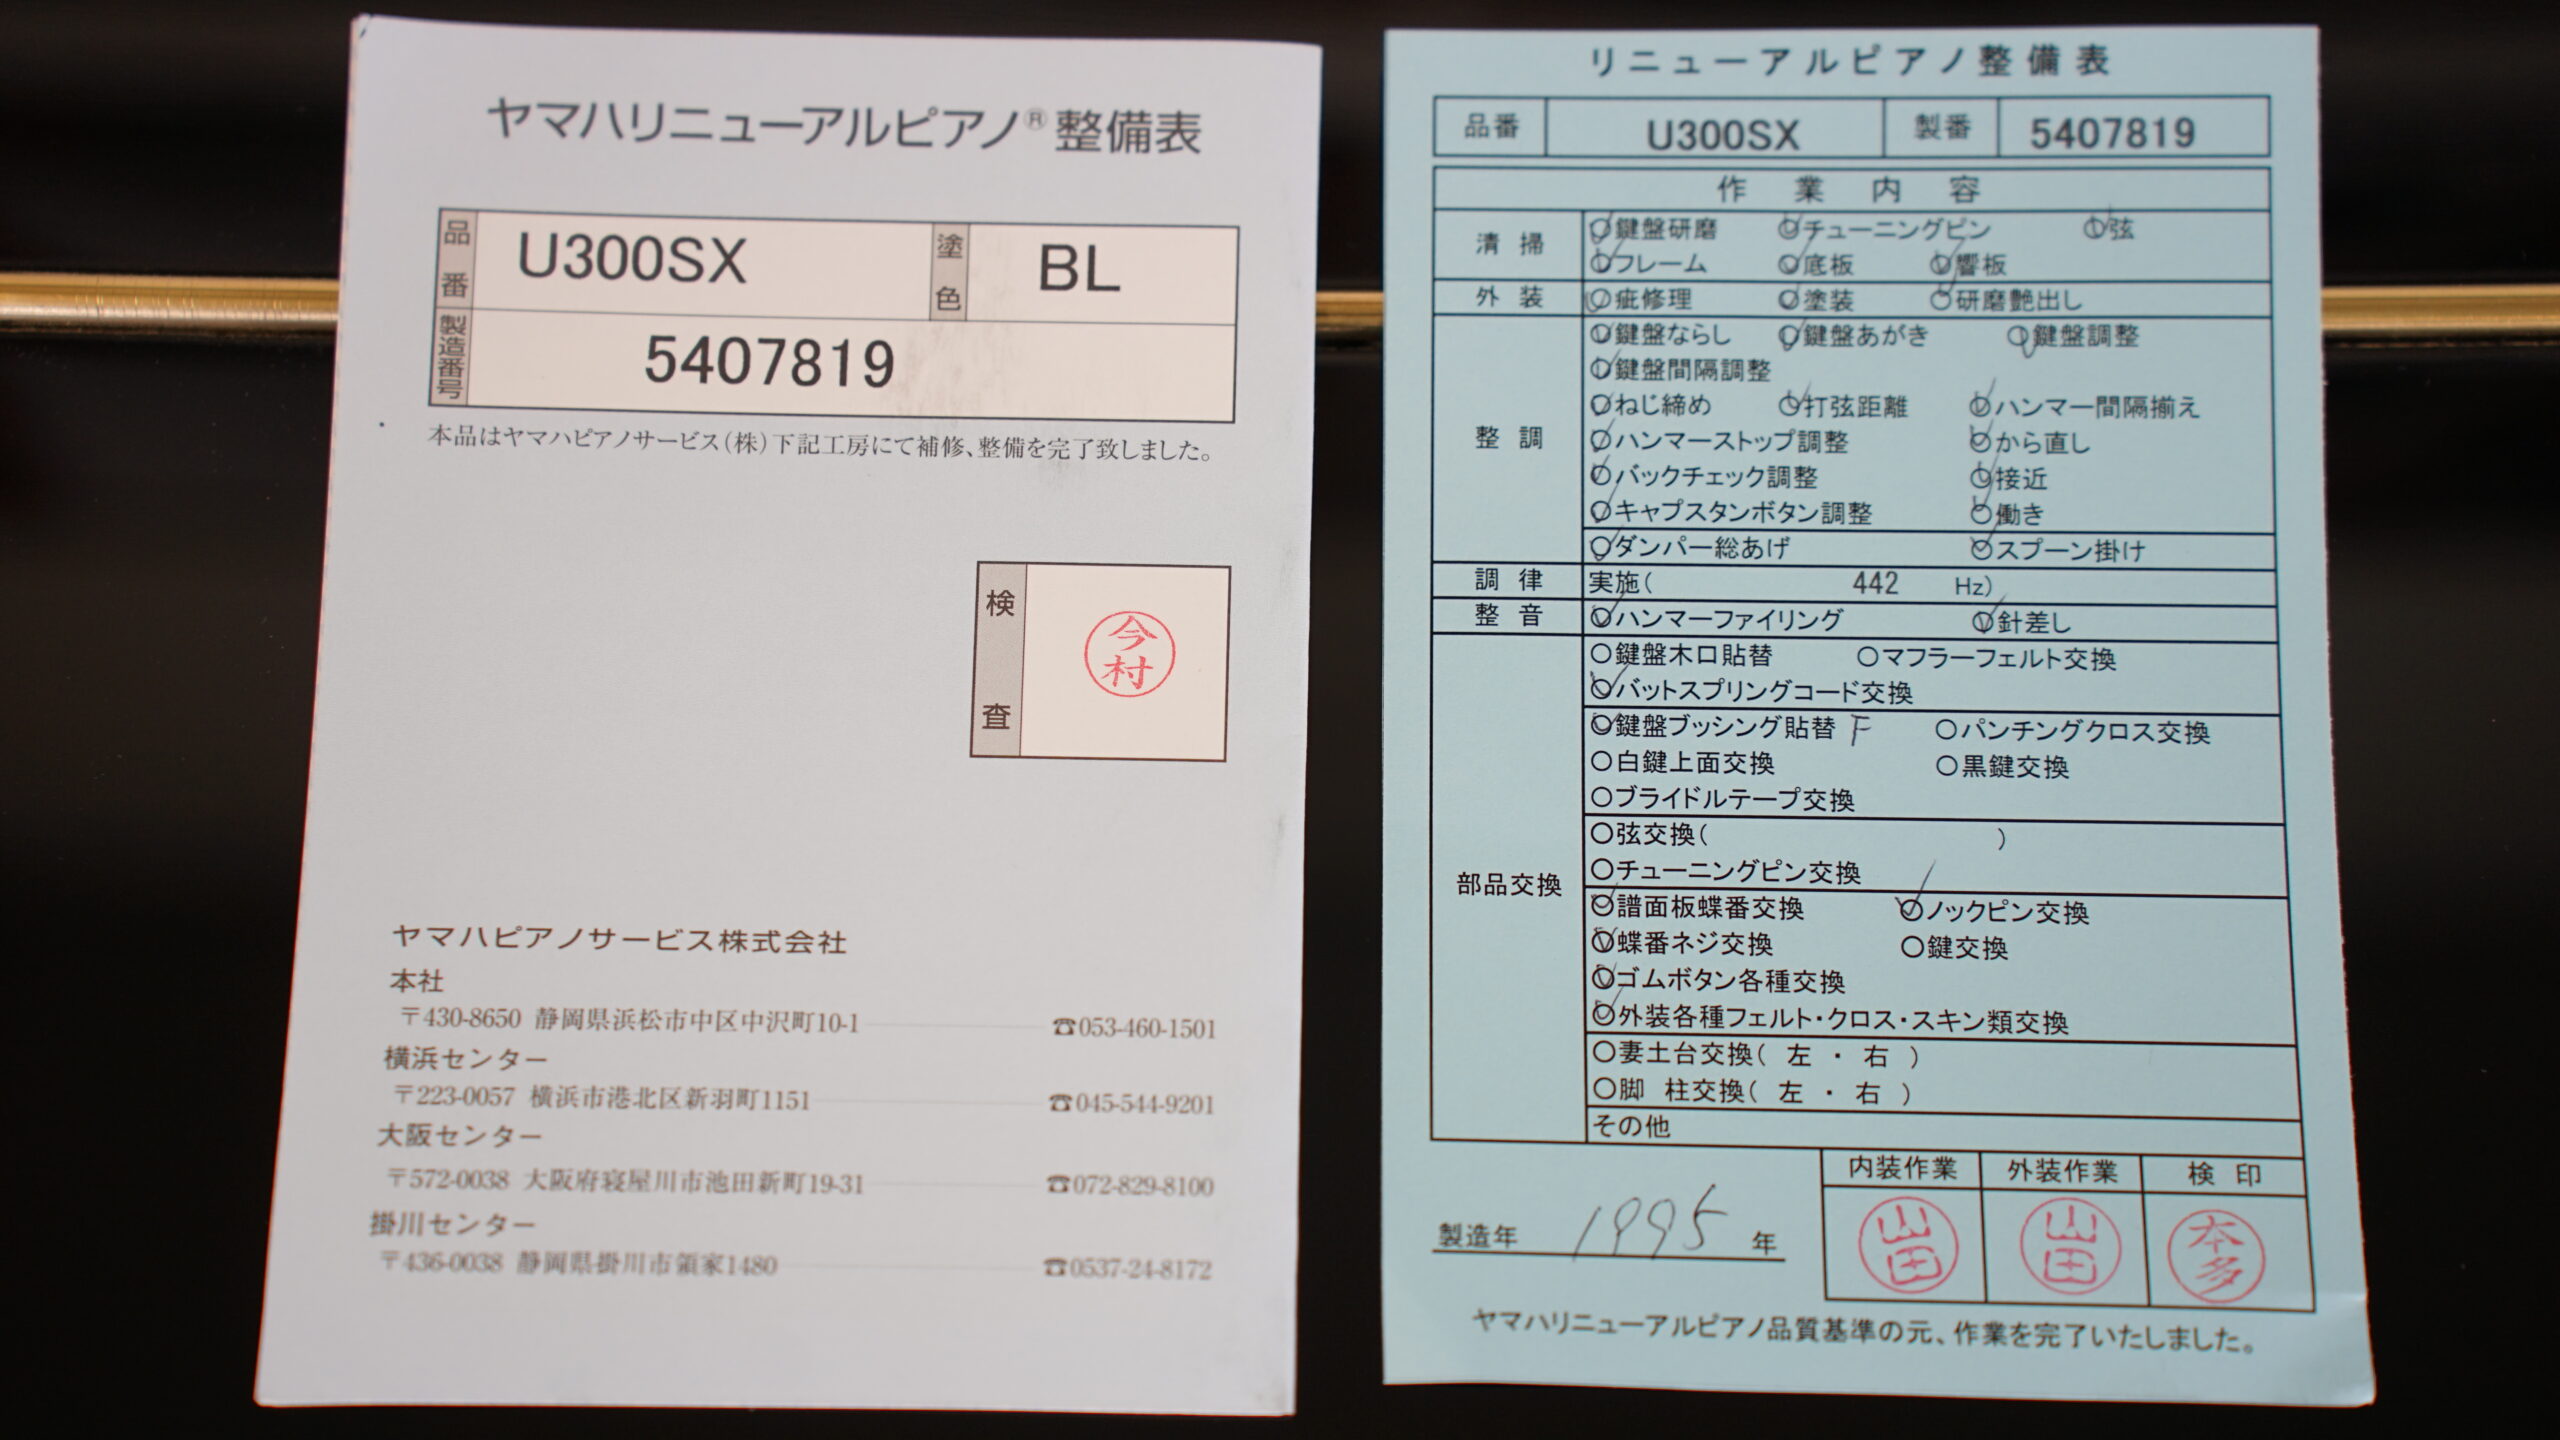 ヤマハリニューアルピアノ®整備表
品番 U300SX 塗色 BL
製造番号 5407819
本品はヤマハピアノサービス(株)下記工房にて補修、整備を完了致しました。
検査 今村
ヤマハピアノサービス株式会社
本社
〒430-8650 静岡県浜松市中区中沢町10-1 ☎053-460-1501
横浜センター
〒223-0057 横浜市港北区新羽町1151 ☎045-544-9201
大阪センター
〒572-0038 大阪府寝屋川市池田新町19-31 ☎072-829-8100
掛川センター
〒436-0038 静岡県掛川市領家1480 ☎0537-24-8172
リニューアルピアノ整備表
品番 U300SX 製番 5407819
作業内容
清掃 ○鍵盤研磨 ○チューニングピン ○弦
○フレーム ○底板 ○響板
外装 ○疵修理 ○塗装 ○研磨艶出し
整調 ○鍵盤ならし ○鍵盤あがき ○鍵盤調整
○鍵盤間隔調整
○ねじ締め ○打弦距離 ○ハンマー間隔揃え
○ハンマーストップ調整 ○から直し
○バックチェック調整 ○接近
○キャプスタンボタン調整 ○働き
○ダンパー総あげ ○スプーン掛け
調律 実施( 442 Hz)
整音 ○ハンマーファイリング ○針差し
部品交換 ○鍵盤木口貼替 ○マフラーフェルト交換
○バットスプリングコード交換
○鍵盤ブッシング貼替 F ○パンチングクロス交換
○白鍵上面交換 ○黒鍵交換
○ブライドルテープ交換
○弦交換( )
○チューニングピン交換
○譜面板蝶番交換 ○ノックピン交換
○蝶番ネジ交換 ○鍵交換
○ゴムボタン各種交換
○外装各種フェルト・クロス・スキン類交換
○妻土台交換( 左 ・ 右 )
○脚 柱交換( 左 ・ 右 )
その他
内装作業 外装作業 検印
製造年 1995 年 山田 山田 本多
ヤマハリニューアルピアノ品質基準の元、作業を完了いたしました。